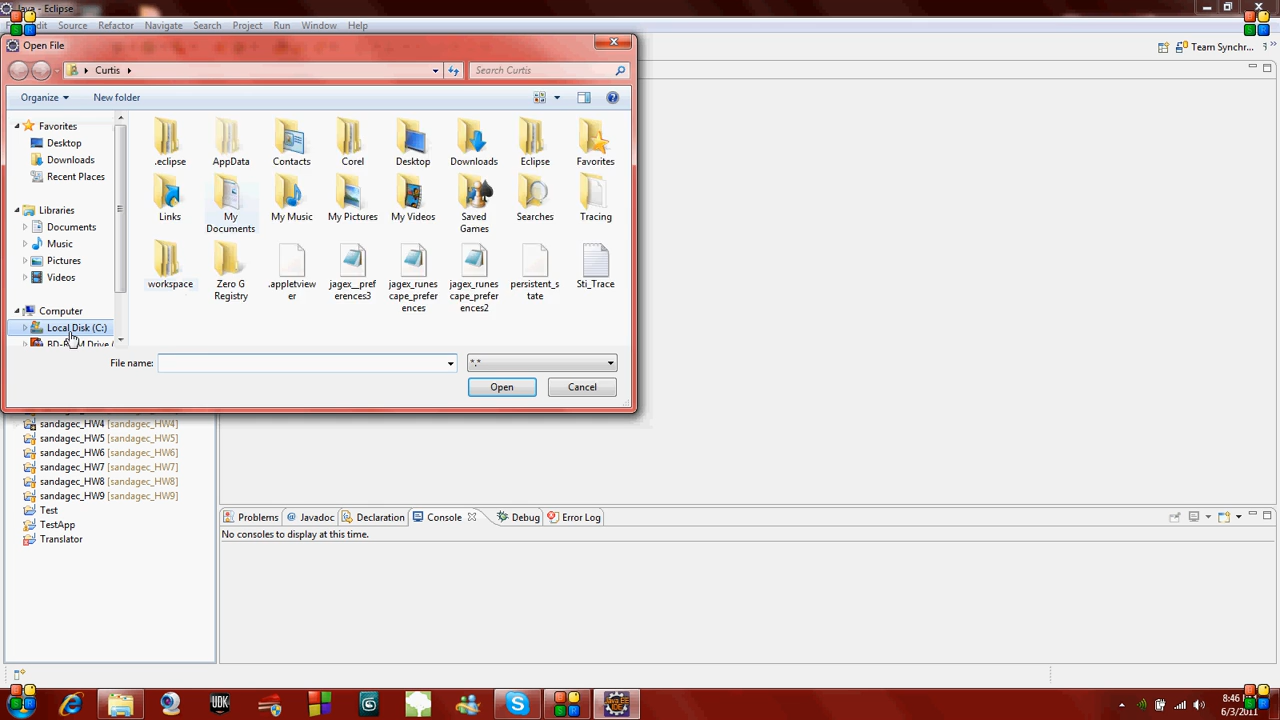 Java - Eclipse
Edit Source Refactor Navigate Search Project Run Window Help
Team Synchr...
Open File
Curtis
Search Curtis
Organize New folder
Favorites
Desktop
Downloads
Recent Places
Libraries
Documents
Music
Pictures
Videos
Computer
Local Disk (C:)
.eclipse AppData Contacts Corel Desktop Downloads Eclipse Favorites
Links My Documents My Music My Pictures My Videos Saved Games Searches Tracing
workspace Zero G Registry .appletviewer jagex__preferences3 jagex_runescape_preferences jagex_runescape_preferences2 persistent_state Sti_Trace
File name: *.*
Open Cancel
sandagec_HW4 [sandagec_HW4]
sandagec_HW5 [sandagec_HW5]
sandagec_HW6 [sandagec_HW6]
sandagec_HW7 [sandagec_HW7]
sandagec_HW8 [sandagec_HW8]
sandagec_HW9 [sandagec_HW9]
Test
TestApp
Translator
Problems Javadoc Declaration Console Debug Error Log
No consoles to display at this time.
UDK
Java EE IDE
8:46
6/3/2011